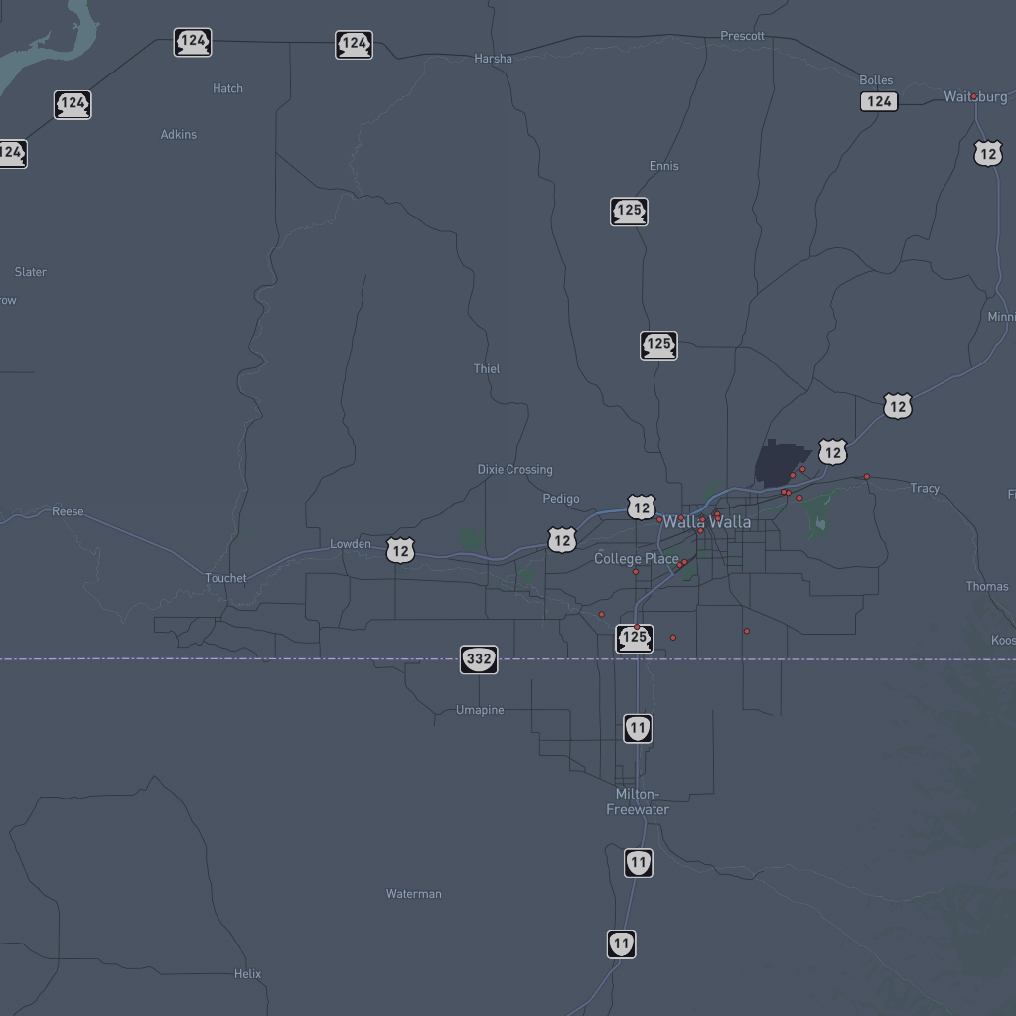 Prescott
124
124
Harsha
Bolles
Hatch
Waitsburg
124
124
Adkins
124
12
Ennis
125
Slater
row
Minni
125
Thiel
12
12
Dixie Crossing
Tracy
Fi
Pedigo
12
Reese
Walla Walla
12
Lowden
12
College Place
Touchet
Thomas
125
Koos
332
Umapine
11
Milton-
Freewater
11
Waterman
11
Helix